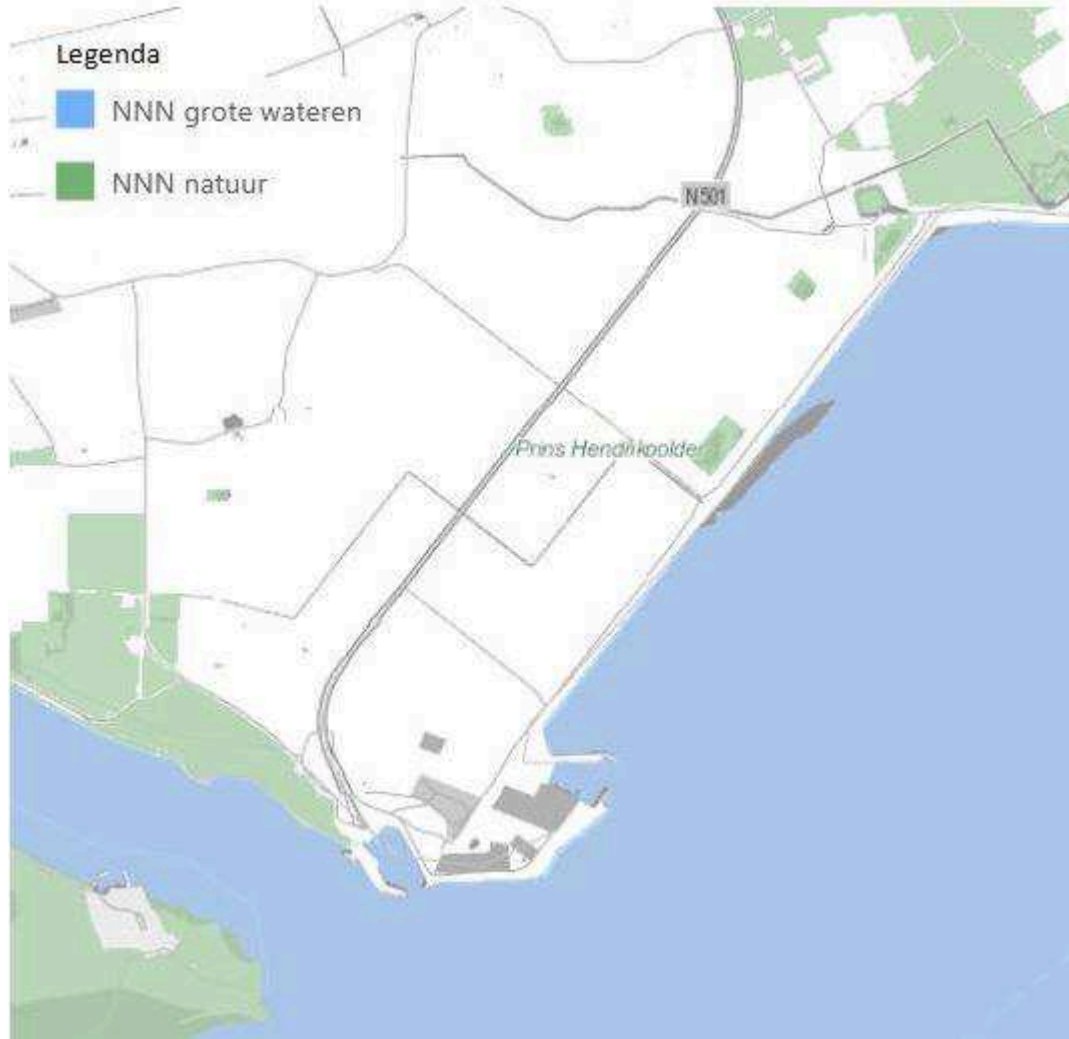 Legenda
NNN grote wateren
NNN natuur
N501
Prins Hendrikpolder